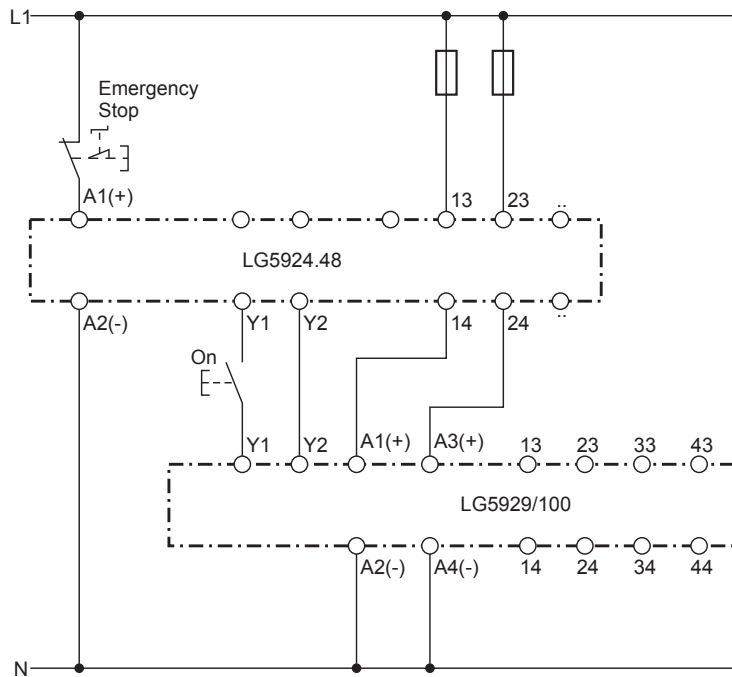 L1
Emergency
Stop
A1(+) 13 23 ..
LG5924.48
A2(-) Y1 Y2 14 24 ..
On
Y1 Y2 A1(+) A3(+) 13 23 33 43
LG5929/100
A2(-) A4(-) 14 24 34 44
N